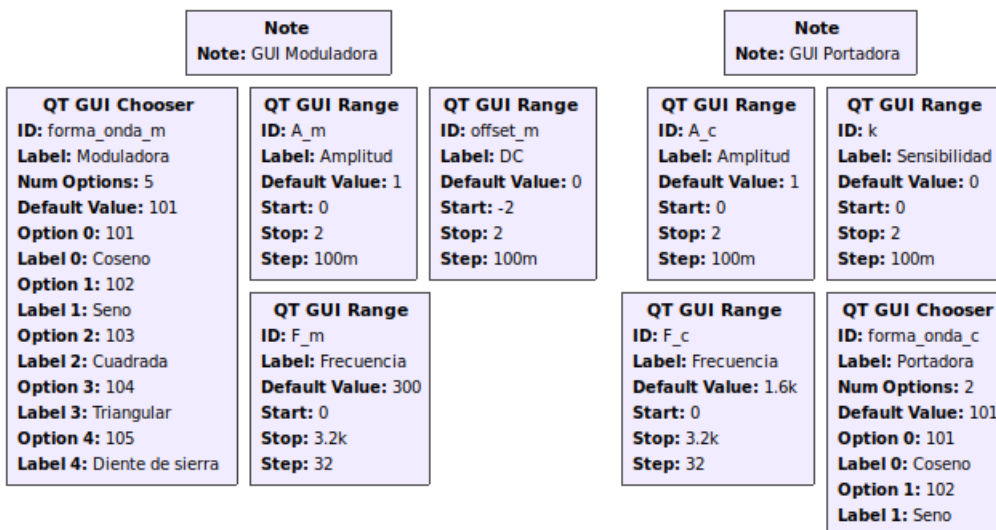 Note
Note: GUI Moduladora
QT GUI Chooser
ID: forma_onda_m
Label: Moduladora
Num Options: 5
Default Value: 101
Option 0: 101
Label 0: Coseno
Option 1: 102
Label 1: Seno
Option 2: 103
Label 2: Cuadrada
Option 3: 104
Label 3: Triangular
Option 4: 105
Label 4: Diente de sierra
QT GUI Range
ID: A_m
Label: Amplitud
Default Value: 1
Start: 0
Stop: 2
Step: 100m
QT GUI Range
ID: offset_m
Label: DC
Default Value: 0
Start: -2
Stop: 2
Step: 100m
QT GUI Range
ID: F_m
Label: Frecuencia
Default Value: 300
Start: 0
Stop: 3.2k
Step: 32
Note
Note: GUI Portadora
QT GUI Range
ID: A_c
Label: Amplitud
Default Value: 1
Start: 0
Stop: 2
Step: 100m
QT GUI Range
ID: k
Label: Sensibilidad
Default Value: 0
Start: 0
Stop: 2
Step: 100m
QT GUI Range
ID: F_c
Label: Frecuencia
Default Value: 1.6k
Start: 0
Stop: 3.2k
Step: 32
QT GUI Chooser
ID: forma_onda_c
Label: Portadora
Num Options: 2
Default Value: 101
Option 0: 101
Label 0: Coseno
Option 1: 102
Label 1: Seno